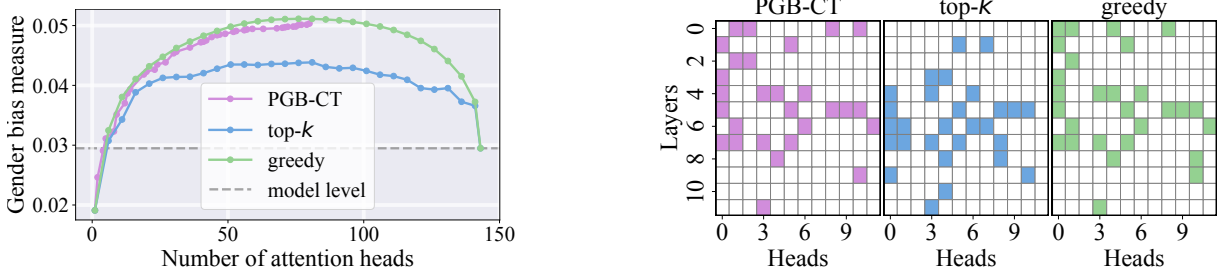 Gender bias measure
0.05
0.04
0.03
0.02
PGB-CT
top-k
greedy
model level
0
50
100
150
Number of attention heads
PGB-CT
top-k
greedy
Layers
0
2
4
6
8
10
0
3
6
9
0
3
6
9
0
3
6
9
Heads
Heads
Heads